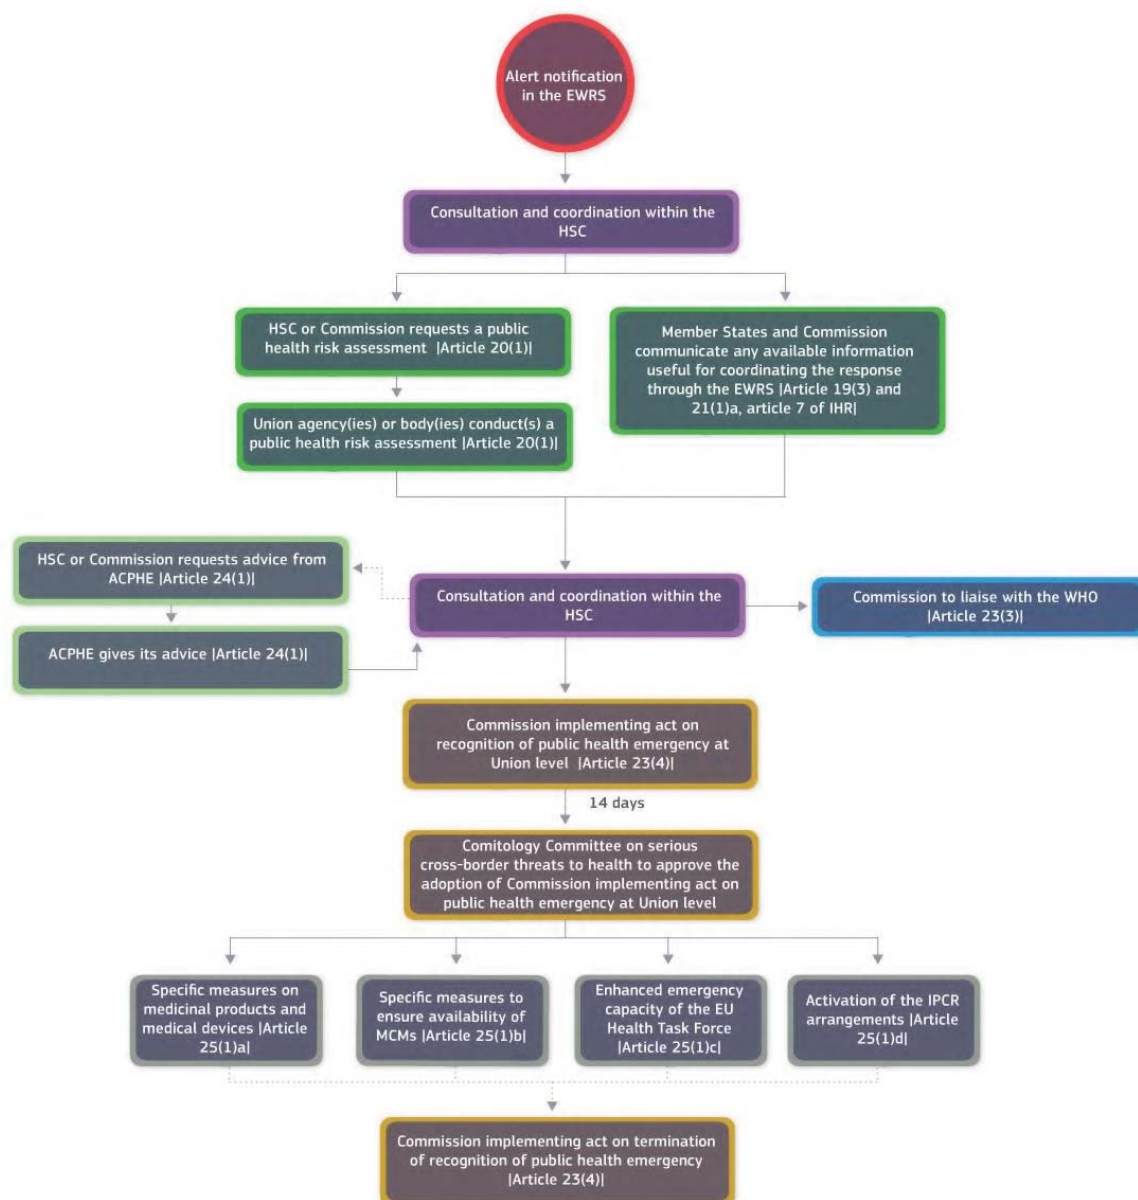 Alert notification
in the EWRS
Consultation and coordination within the
HSC
HSC or Commission requests a public
health risk assessment |Article 20(1)|
Union agency(ies) or body(ies) conduct(s) a
public health risk assessment |Article 20(1)|
Member States and Commission
communicate any available information
useful for coordinating the response
through the EWRS |Article 19(3) and
21(1)a, article 7 of IHR|
HSC or Commission requests advice from
ACPHE |Article 24(1)|
ACPHE gives its advice |Article 24(1)|
Consultation and coordination within the
HSC
Commission to liaise with the WHO
|Article 23(3)|
Commission implementing act on
recognition of public health emergency at
Union level |Article 23(4)|
14 days
Comitology Committee on serious
cross-border threats to health to approve the
adoption of Commission implementing act on
public health emergency at Union level
Specific measures on
medicinal products and
medical devices |Article
25(1)a|
Specific measures to
ensure availability of
MCMs |Article 25(1)b|
Enhanced emergency
capacity of the EU
Health Task Force
|Article 25(1)c|
Activation of the IPCR
arrangements |Article
25(1)d|
Commission implementing act on termination
of recognition of public health emergency
|Article 23(4)|